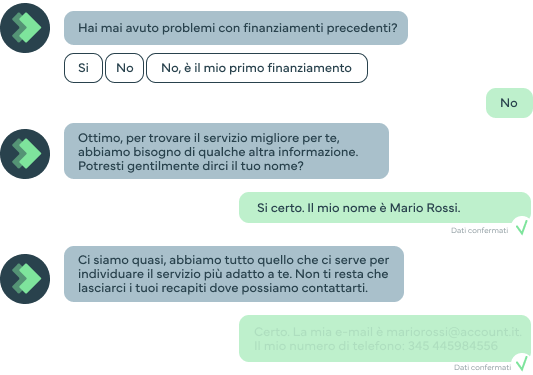 Hai mai avuto problemi con finanziamenti precedenti?
Si No No, è il mio primo finanziamento
No
Ottimo, per trovare il servizio migliore per te,
abbiamo bisogno di qualche altra informazione.
Potresti gentilmente dirci il tuo nome?
Si certo. Il mio nome è Mario Rossi.
Dati confermati
Ci siamo quasi, abbiamo tutto quello che ci serve per
individuare il servizio più adatto a te. Non ti resta che
lasciarci i tuoi recapiti dove possiamo contattarti.
Certo. La mia e-mail è mariorossi@account.it.
Il mio numero di telefono: 345 445984556
Dati confermati